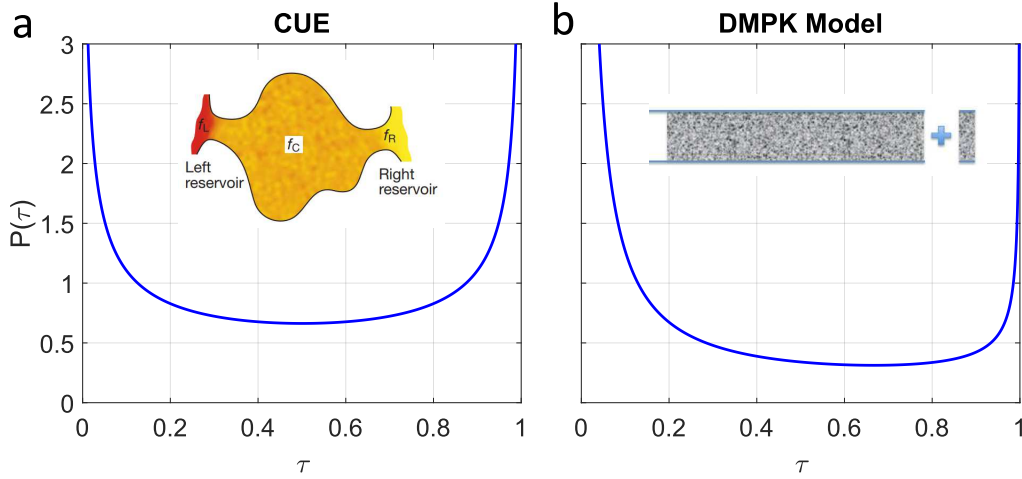 a
CUE
3
2.5
2
1.5
1
0.5
0
P(τ)
0
0.2
0.4
0.6
0.8
1
τ
f_L
f_C
f_R
Left
reservoir
Right
reservoir
b
DMPK Model
0
0.2
0.4
0.6
0.8
1
τ